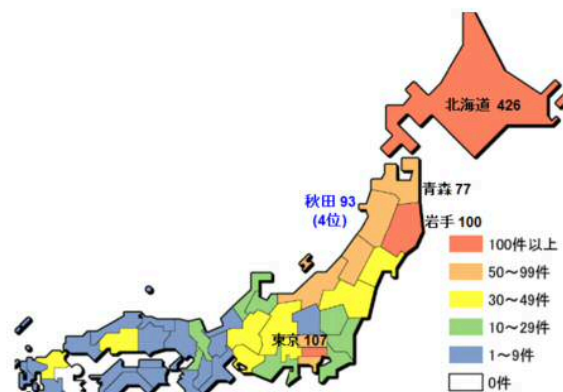 北海道 426
青森 77
秋田 93
(4位)
岩手 100
東京 107
100件以上
50～99件
30～49件
10～29件
1～9件
0件